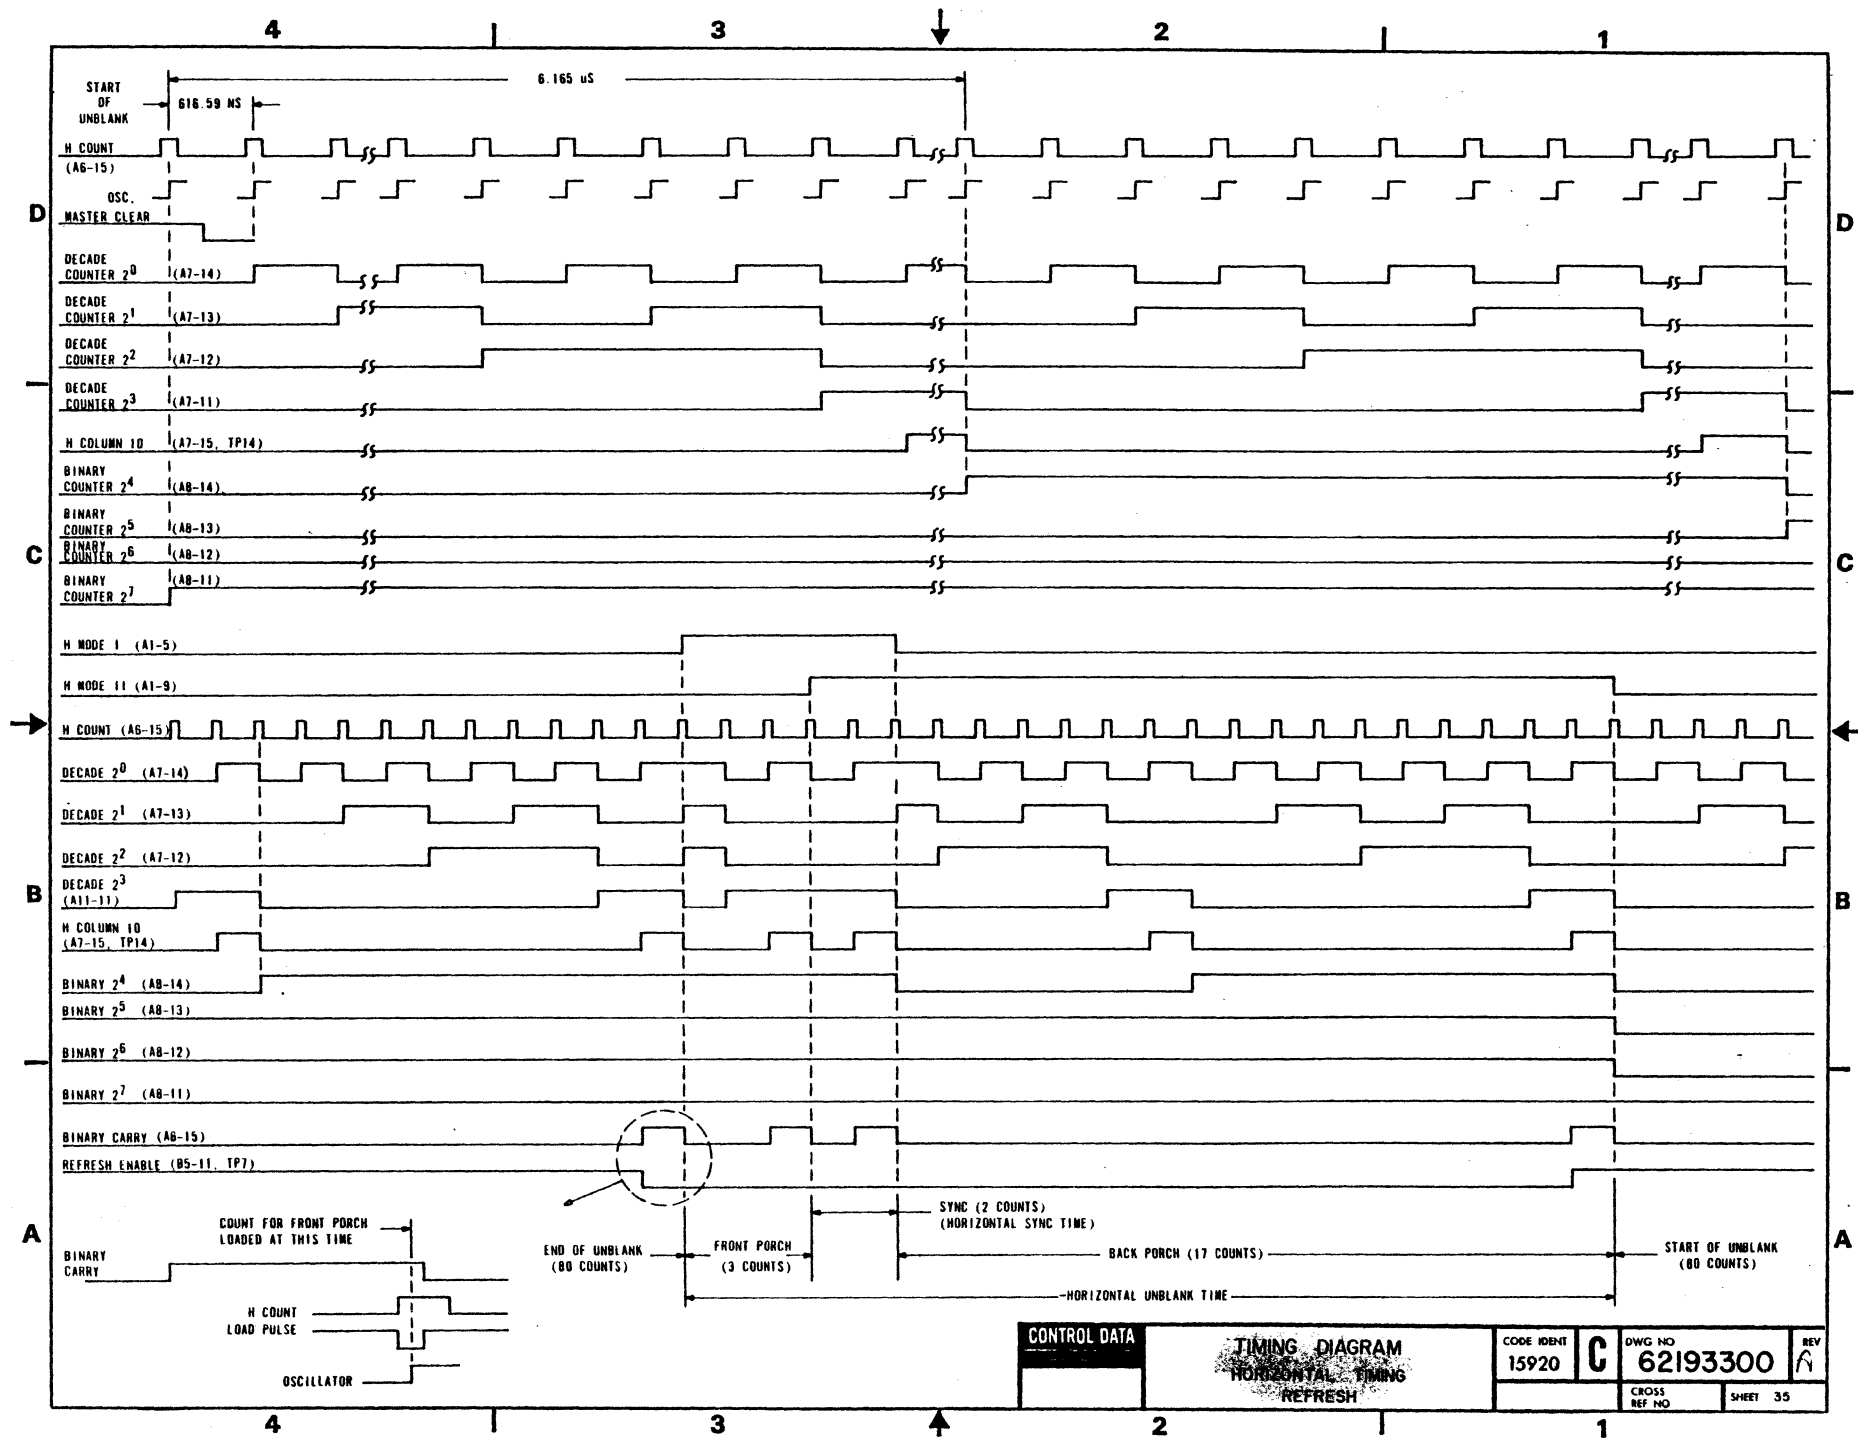 4 3 2 1
6.165 uS
START
OF
UNBLANK
616.59 NS
H COUNT
(A6-15)
OSC.
D
MASTER CLEAR
D
DECADE
COUNTER 2⁰ (A7-14)
DECADE
COUNTER 2¹ (A7-13)
DECADE
COUNTER 2² (A7-12)
DECADE
COUNTER 2³ (A7-11)
H COLUMN 10 (A7-15, TP14)
BINARY
COUNTER 2⁴ (A8-14)
BINARY
COUNTER 2⁵ (A8-13)
C
BINARY
COUNTER 2⁶ (A8-12)
C
BINARY
COUNTER 2⁷ (A8-11)
H MODE I (A1-5)
H MODE II (A1-9)
H COUNT (A6-15)
DECADE 2⁰ (A7-14)
DECADE 2¹ (A7-13)
DECADE 2² (A7-12)
DECADE 2³
(A11-11)
B
B
H COLUMN 10
(A7-15, TP14)
BINARY 2⁴ (A8-14)
BINARY 2⁵ (A8-13)
BINARY 2⁶ (A8-12)
BINARY 2⁷ (A8-11)
BINARY CARRY (A6-15)
REFRESH ENABLE (B5-11, TP7)
SYNC (2 COUNTS)
(HORIZONTAL SYNC TIME)
A
COUNT FOR FRONT PORCH
LOADED AT THIS TIME
BINARY
CARRY
END OF UNBLANK
(80 COUNTS)
FRONT PORCH
(3 COUNTS)
BACK PORCH (17 COUNTS)
START OF UNBLANK
(80 COUNTS)
A
HORIZONTAL UNBLANK TIME
H COUNT
LOAD PULSE
OSCILLATOR
CONTROL DATA
TIMING DIAGRAM
HORIZONTAL TIMING
REFRESH
CODE IDENT
15920
C
DWG NO
62193300
REV
A
CROSS
REF NO
SHEET 35
4 3 2 1